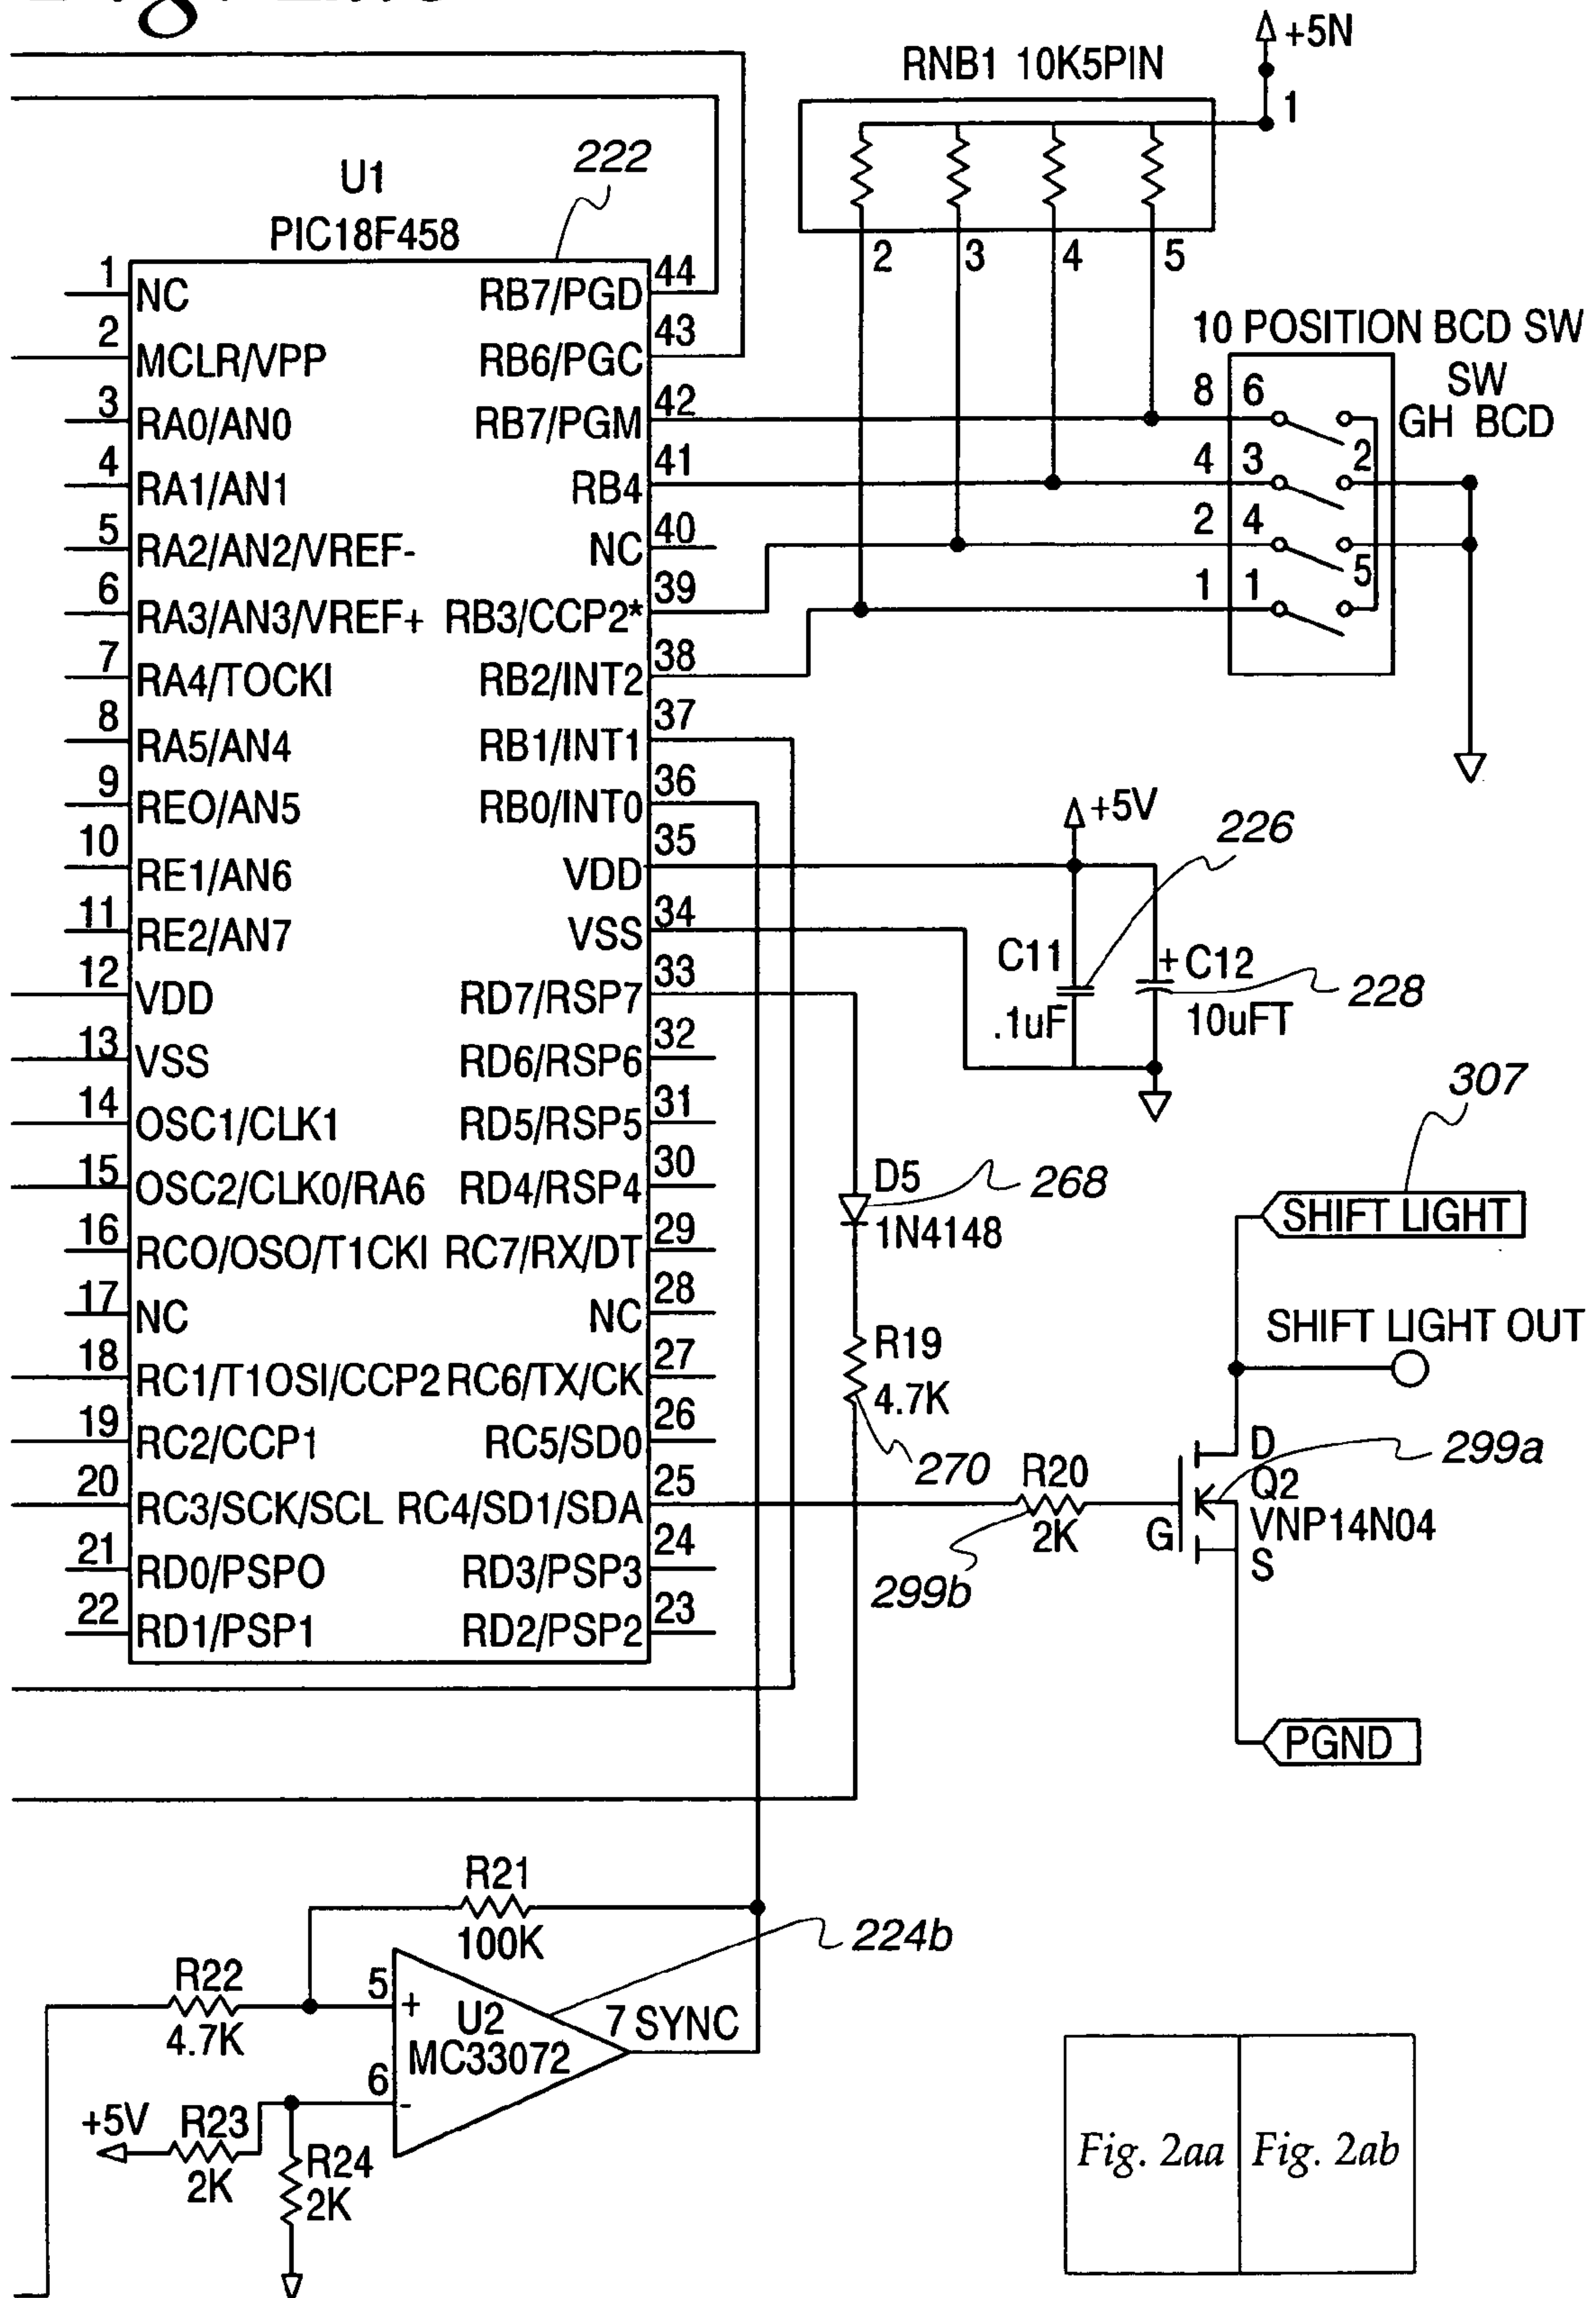 +5N
RNB1 10K5PIN
1
222
U1
PIC18F458
2 3 4 5
1 NC RB7/PGD 44
2 MCLR/VPP RB6/PGC 43
3 RA0/AN0 RB7/PGM 42
4 RA1/AN1 RB4 41
5 RA2/AN2/VREF- NC 40
6 RA3/AN3/VREF+ RB3/CCP2* 39
7 RA4/TOCKI RB2/INT2 38
8 RA5/AN4 RB1/INT1 37
9 REO/AN5 RB0/INT0 36
10 RE1/AN6 VDD 35
11 RE2/AN7 VSS 34
12 VDD RD7/RSP7 33
13 VSS RD6/RSP6 32
14 OSC1/CLK1 RD5/RSP5 31
15 OSC2/CLK0/RA6 RD4/RSP4 30
16 RCO/OSO/T1CKI RC7/RX/DT 29
17 NC NC 28
18 RC1/T1OSI/CCP2 RC6/TX/CK 27
19 RC2/CCP1 RC5/SD0 26
20 RC3/SCK/SCL RC4/SD1/SDA 25
21 RD0/PSPO RD3/PSP3 24
22 RD1/PSP1 RD2/PSP2 23
10 POSITION BCD SW
SW
GH BCD
8 6
4 3 2
2 4
1 1 5
+5V
226
C11
.1uF
+ C12
10uFT
228
307
D5
1N4148
268
SHIFT LIGHT
SHIFT LIGHT OUT
R19
4.7K
270
R20
2K
299b
D
Q2
VNP14N04
G
S
299a
PGND
R21
100K
224b
R22
4.7K
5
+
U2
MC33072
7 SYNC
6
-
+5V
R23
2K
R24
2K
Fig. 2aa Fig. 2ab